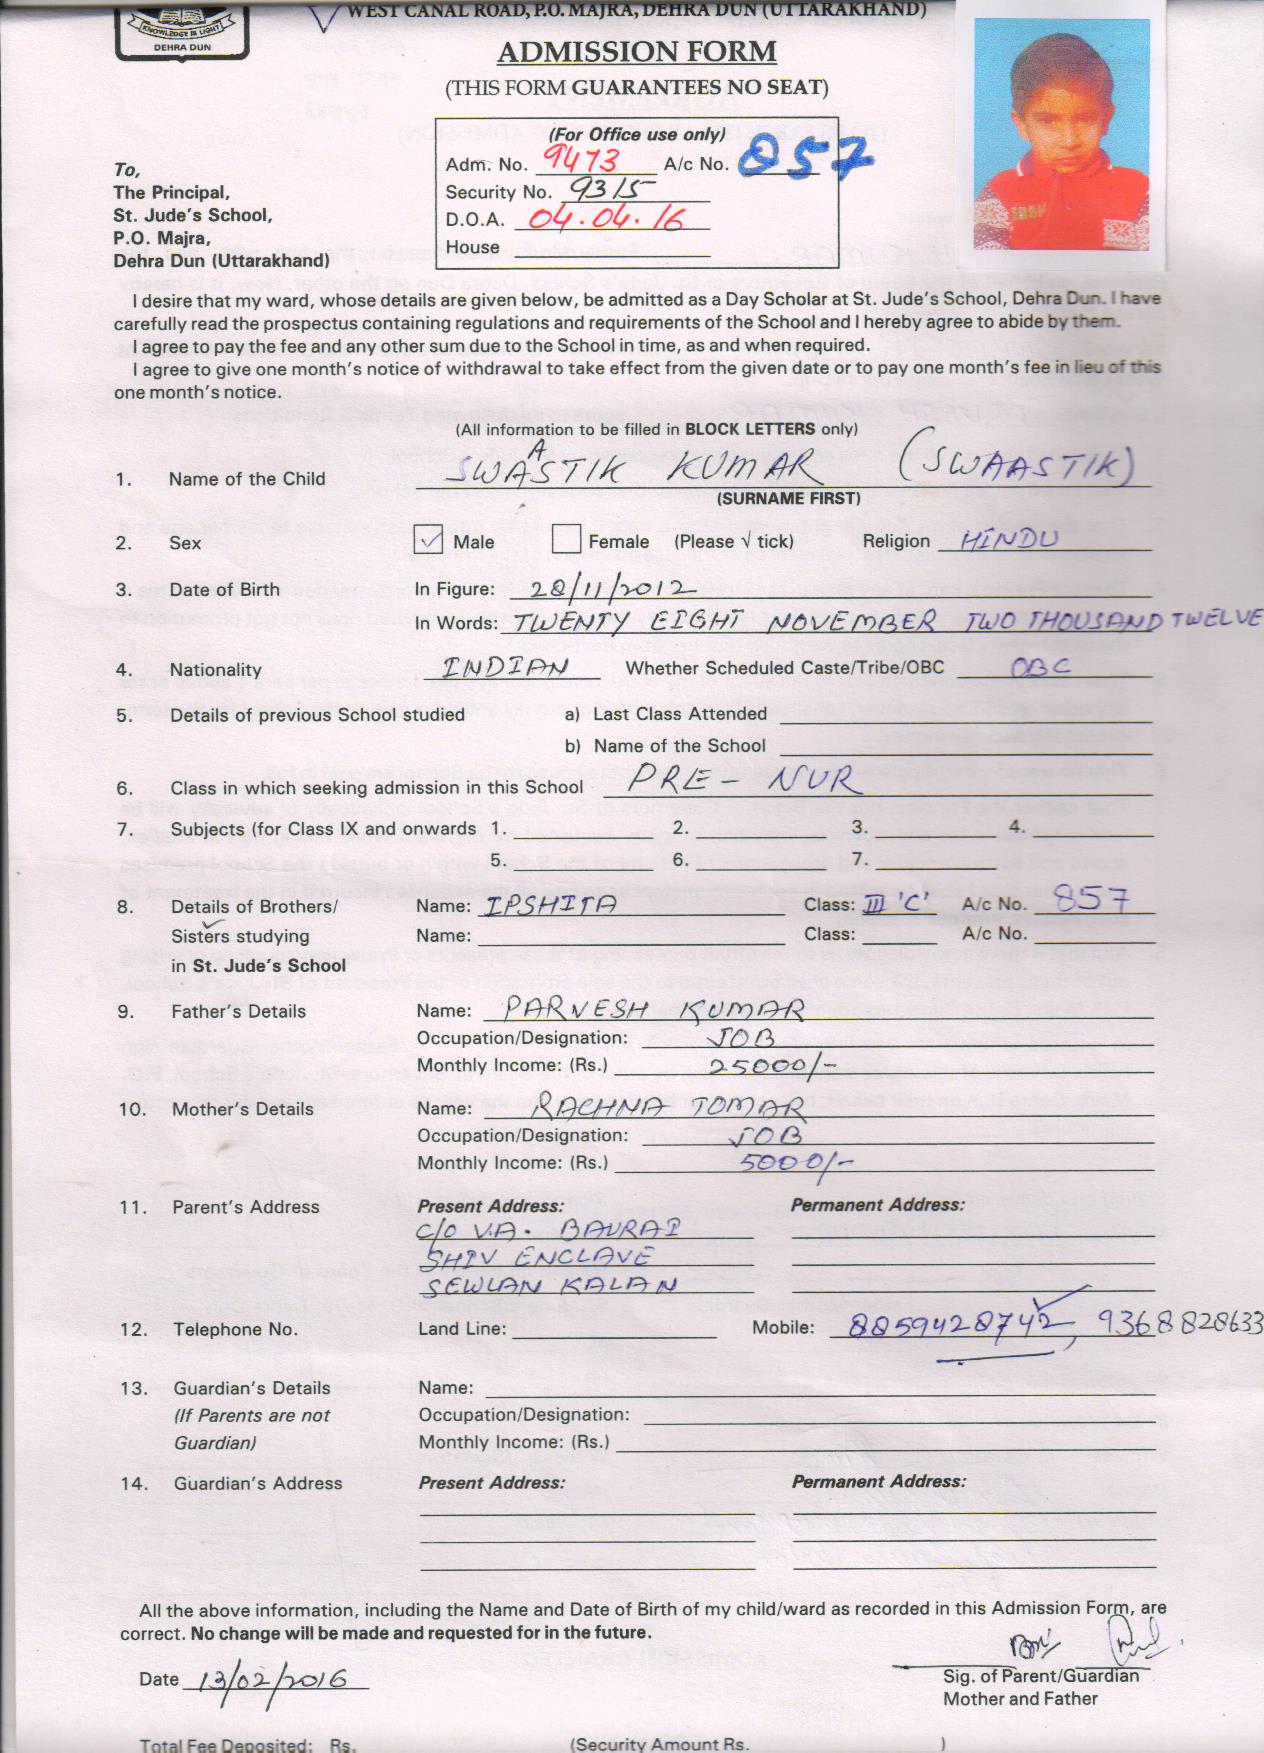 WEST CANAL ROAD, P.O. MAJRA, DEHRA DUN (UTTARAKHAND)
KNOWLEDGE IS LIGHT
DEHRA DUN
ADMISSION FORM
(THIS FORM GUARANTEES NO SEAT)
(For Office use only)
Adm. No. 9473 A/c No. 857
Security No. 9315
D.O.A. 04.04.16
House
To,
The Principal,
St. Jude's School,
P.O. Majra,
Dehra Dun (Uttarakhand)
I desire that my ward, whose details are given below, be admitted as a Day Scholar at St. Jude's School, Dehra Dun. I have
carefully read the prospectus containing regulations and requirements of the School and I hereby agree to abide by them.
I agree to pay the fee and any other sum due to the School in time, as and when required.
I agree to give one month's notice of withdrawal to take effect from the given date or to pay one month's fee in lieu of this
one month's notice.
(All information to be filled in BLOCK LETTERS only)
1. Name of the Child SWAASTIK KUMAR (SWAASTIK)
(SURNAME FIRST)
2. Sex ✓ Male Female (Please √ tick) Religion HINDU
3. Date of Birth In Figure: 28/11/2012
In Words: TWENTY EIGHT NOVEMBER TWO THOUSAND TWELVE
4. Nationality INDIAN Whether Scheduled Caste/Tribe/OBC OBC
5. Details of previous School studied a) Last Class Attended
b) Name of the School
6. Class in which seeking admission in this School PRE - NUR
7. Subjects (for Class IX and onwards 1. 2. 3. 4.
5. 6. 7.
8. Details of Brothers/ Name: IPSHITA Class: III 'C' A/c No. 857
Sisters studying Name: Class: A/c No.
in St. Jude's School
9. Father's Details Name: PARVESH KUMAR
Occupation/Designation: JOB
Monthly Income: (Rs.) 25000/-
10. Mother's Details Name: RACHNA TOMAR
Occupation/Designation: JOB
Monthly Income: (Rs.) 5000/-
11. Parent's Address Present Address: Permanent Address:
C/O V.A. BAURAI
SHIV ENCLAVE
SEWLAN KALAN
12. Telephone No. Land Line: Mobile: 8859428742, 9368828633
13. Guardian's Details Name:
(If Parents are not Occupation/Designation:
Guardian) Monthly Income: (Rs.)
14. Guardian's Address Present Address: Permanent Address:
All the above information, including the Name and Date of Birth of my child/ward as recorded in this Admission Form, are
correct. No change will be made and requested for in the future.
Date 13/02/2016
Sig. of Parent/Guardian
Mother and Father
Total Fee Deposited: Rs. (Security Amount Rs. )